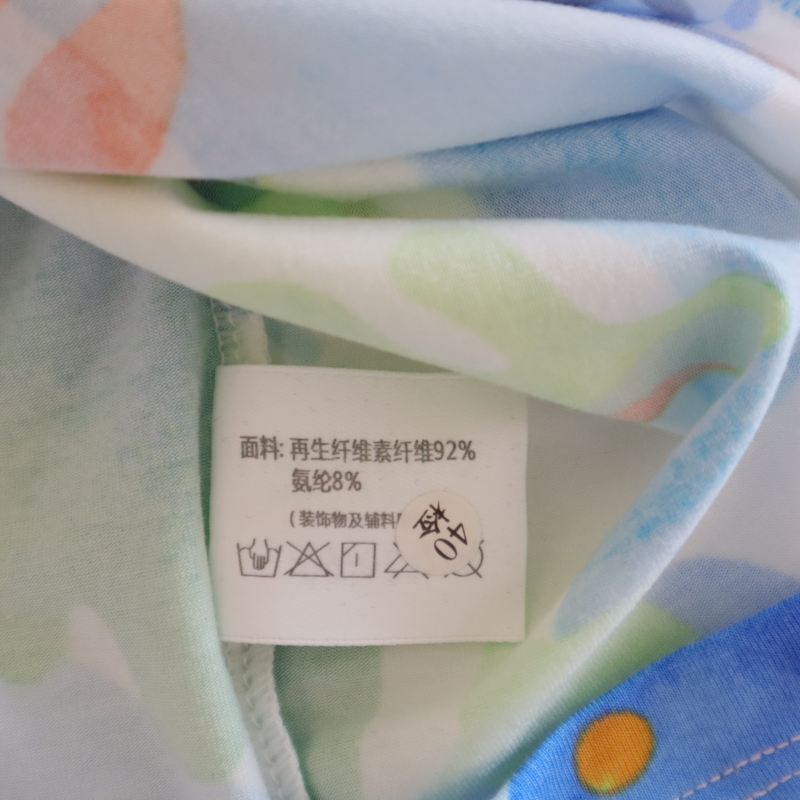 面料: 再生纤维素纤维92%
氨纶8%
(装饰物及辅料
检 40